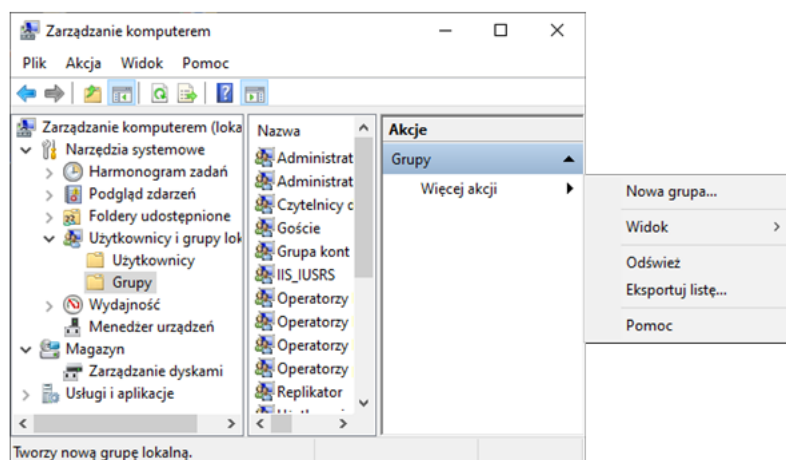 Zarządzanie komputerem
Plik Akcja Widok Pomoc
Zarządzanie komputerem (loka
Narzędzia systemowe
Harmonogram zadań
Podgląd zdarzeń
Foldery udostępnione
Użytkownicy i grupy lok
Użytkownicy
Grupy
Wydajność
Menedżer urządzeń
Magazyn
Zarządzanie dyskami
Usługi i aplikacje
Nazwa
Administrat
Administrat
Czytelnicy c
Goście
Grupa kont
IIS_IUSRS
Operatorzy
Operatorzy
Operatorzy
Operatorzy
Replikator
Akcje
Grupy
Więcej akcji
Nowa grupa...
Widok
Odśwież
Eksportuj listę...
Pomoc
Tworzy nową grupę lokalną.